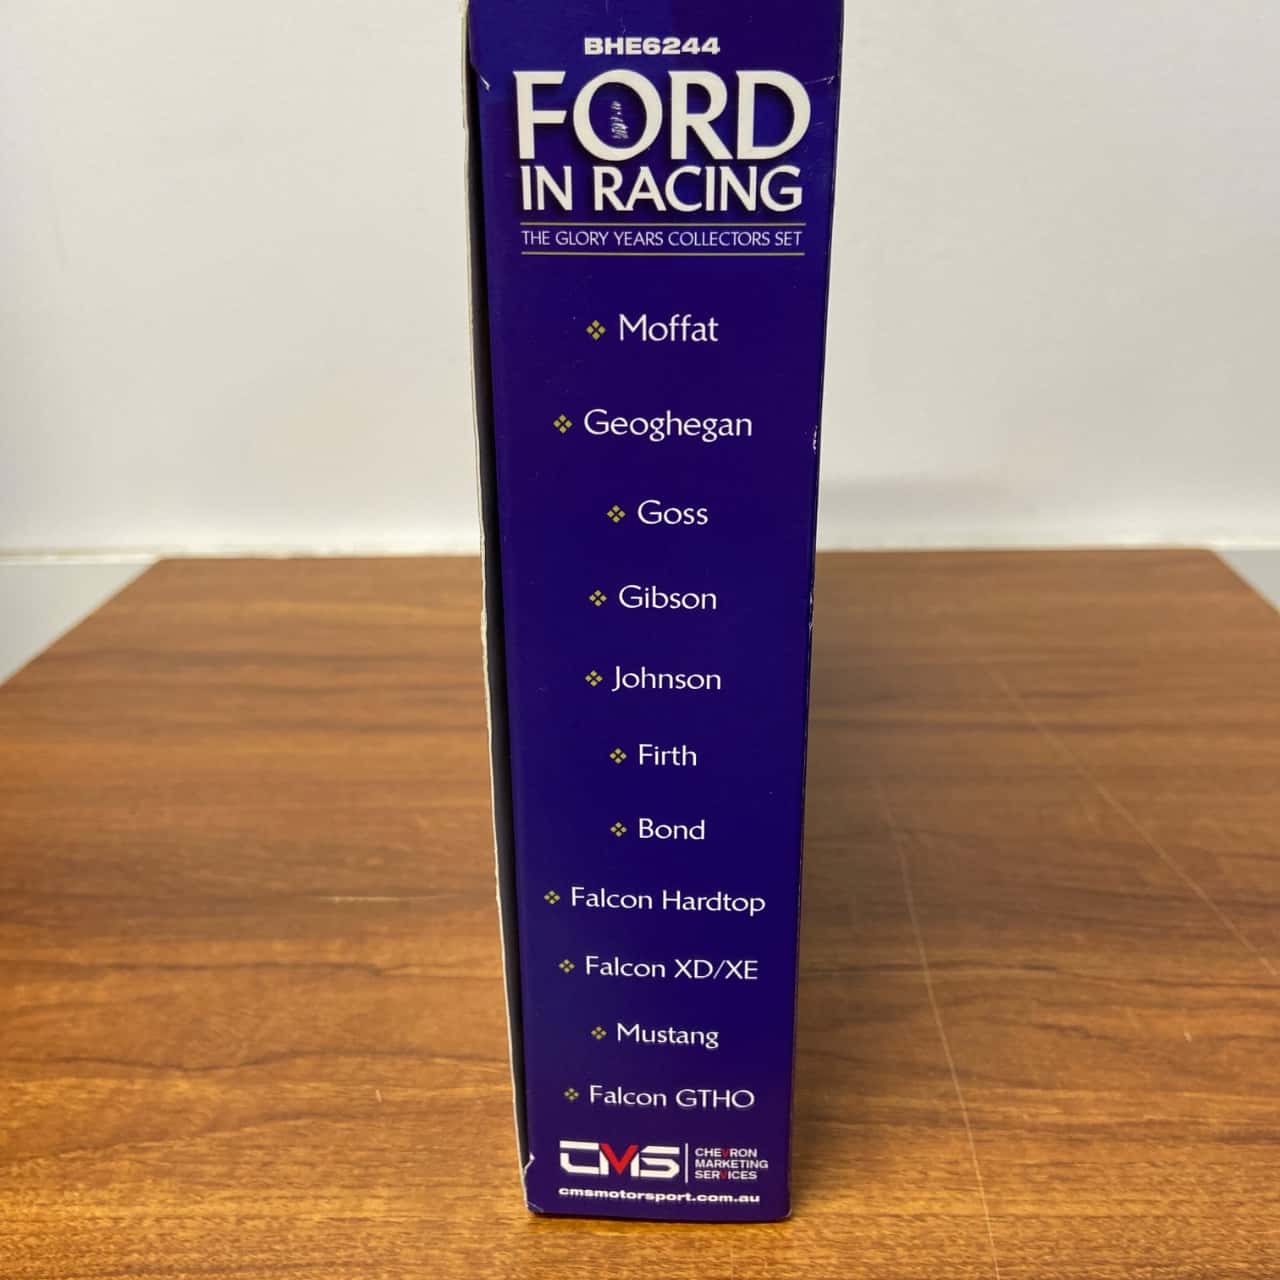 BHE6244
FORD
IN RACING
THE GLORY YEARS COLLECTORS SET
Moffat
Geoghegan
Goss
Gibson
Johnson
Firth
Bond
Falcon Hardtop
Falcon XD/XE
Mustang
Falcon GTHO
CMS
CHEVRON
MARKETING
SERVICES
cmsmotorsport.com.au